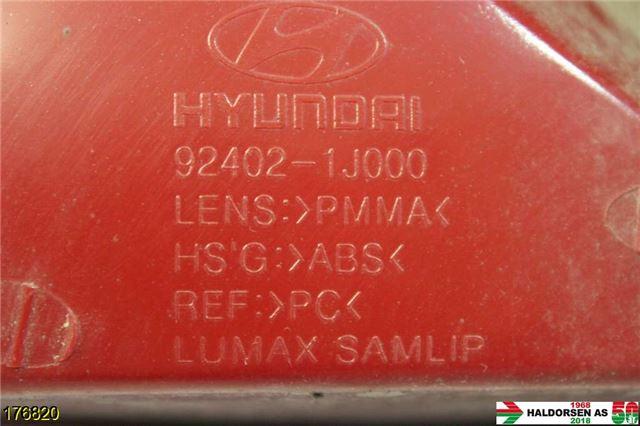 HYUNDAI
92402-1J000
LENS:>PMMA<
HS'G:>ABS<
REF:>PC<
LUMAX SAMLIP
176820
1968
HALDORSEN AS
2018
50